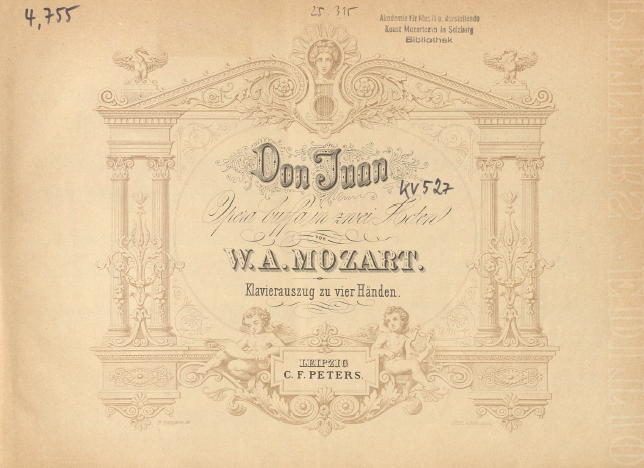 4,755
25.315
Akademie für Musik u. darstellende
Kunst Mozarteum in Salzburg
Bibliothek
Don Juan
KV 527
Opera buffa in zwei Akten
VON
W. A. MOZART.
Klavierauszug zu vier Händen.
LEIPZIG
C. F. PETERS.